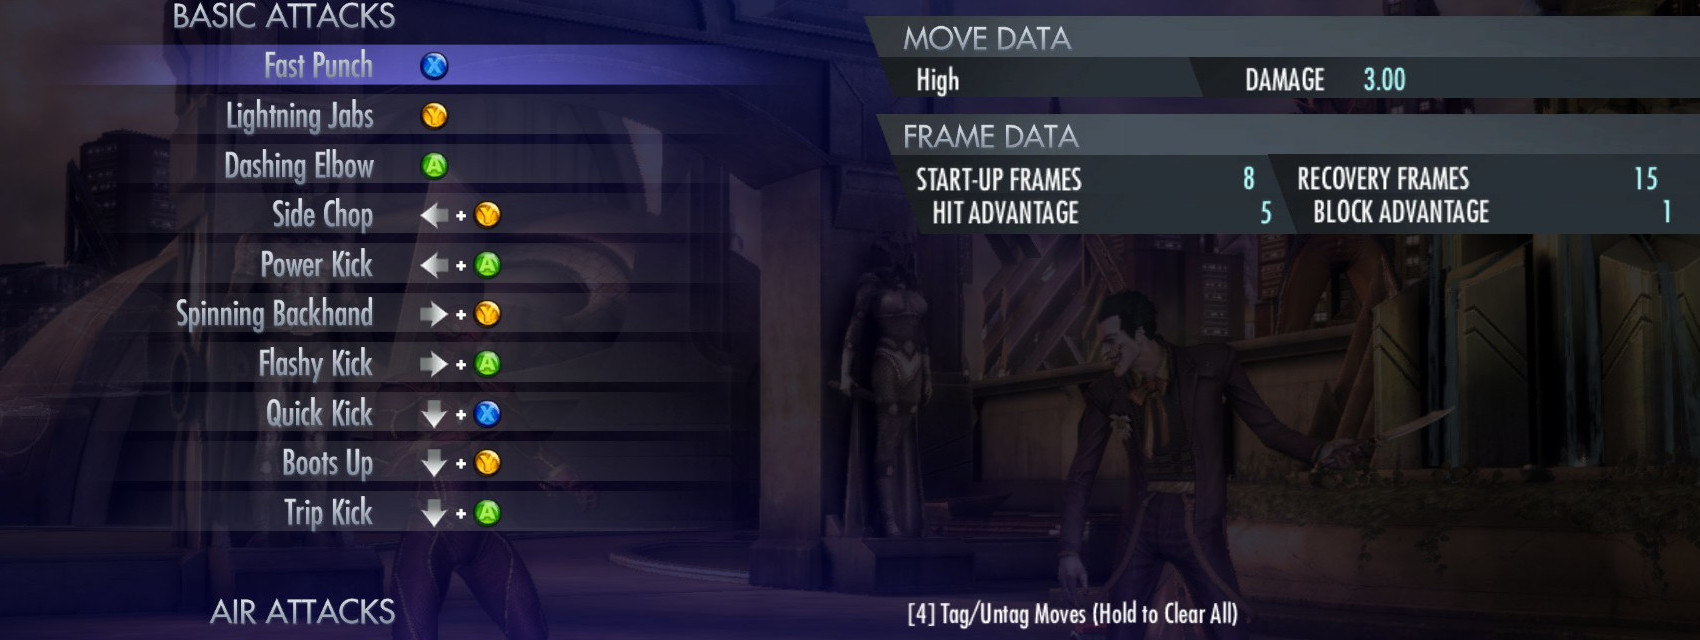 BASIC ATTACKS
Fast Punch X
Lightning Jabs Y
Dashing Elbow A
Side Chop + Y
Power Kick + A
Spinning Backhand + Y
Flashy Kick + A
Quick Kick + X
Boots Up + Y
Trip Kick + A
AIR ATTACKS
MOVE DATA
High DAMAGE 3.00
FRAME DATA
START-UP FRAMES 8 RECOVERY FRAMES 15
HIT ADVANTAGE 5 BLOCK ADVANTAGE 1
[4] Tag/Untag Moves (Hold to Clear All)